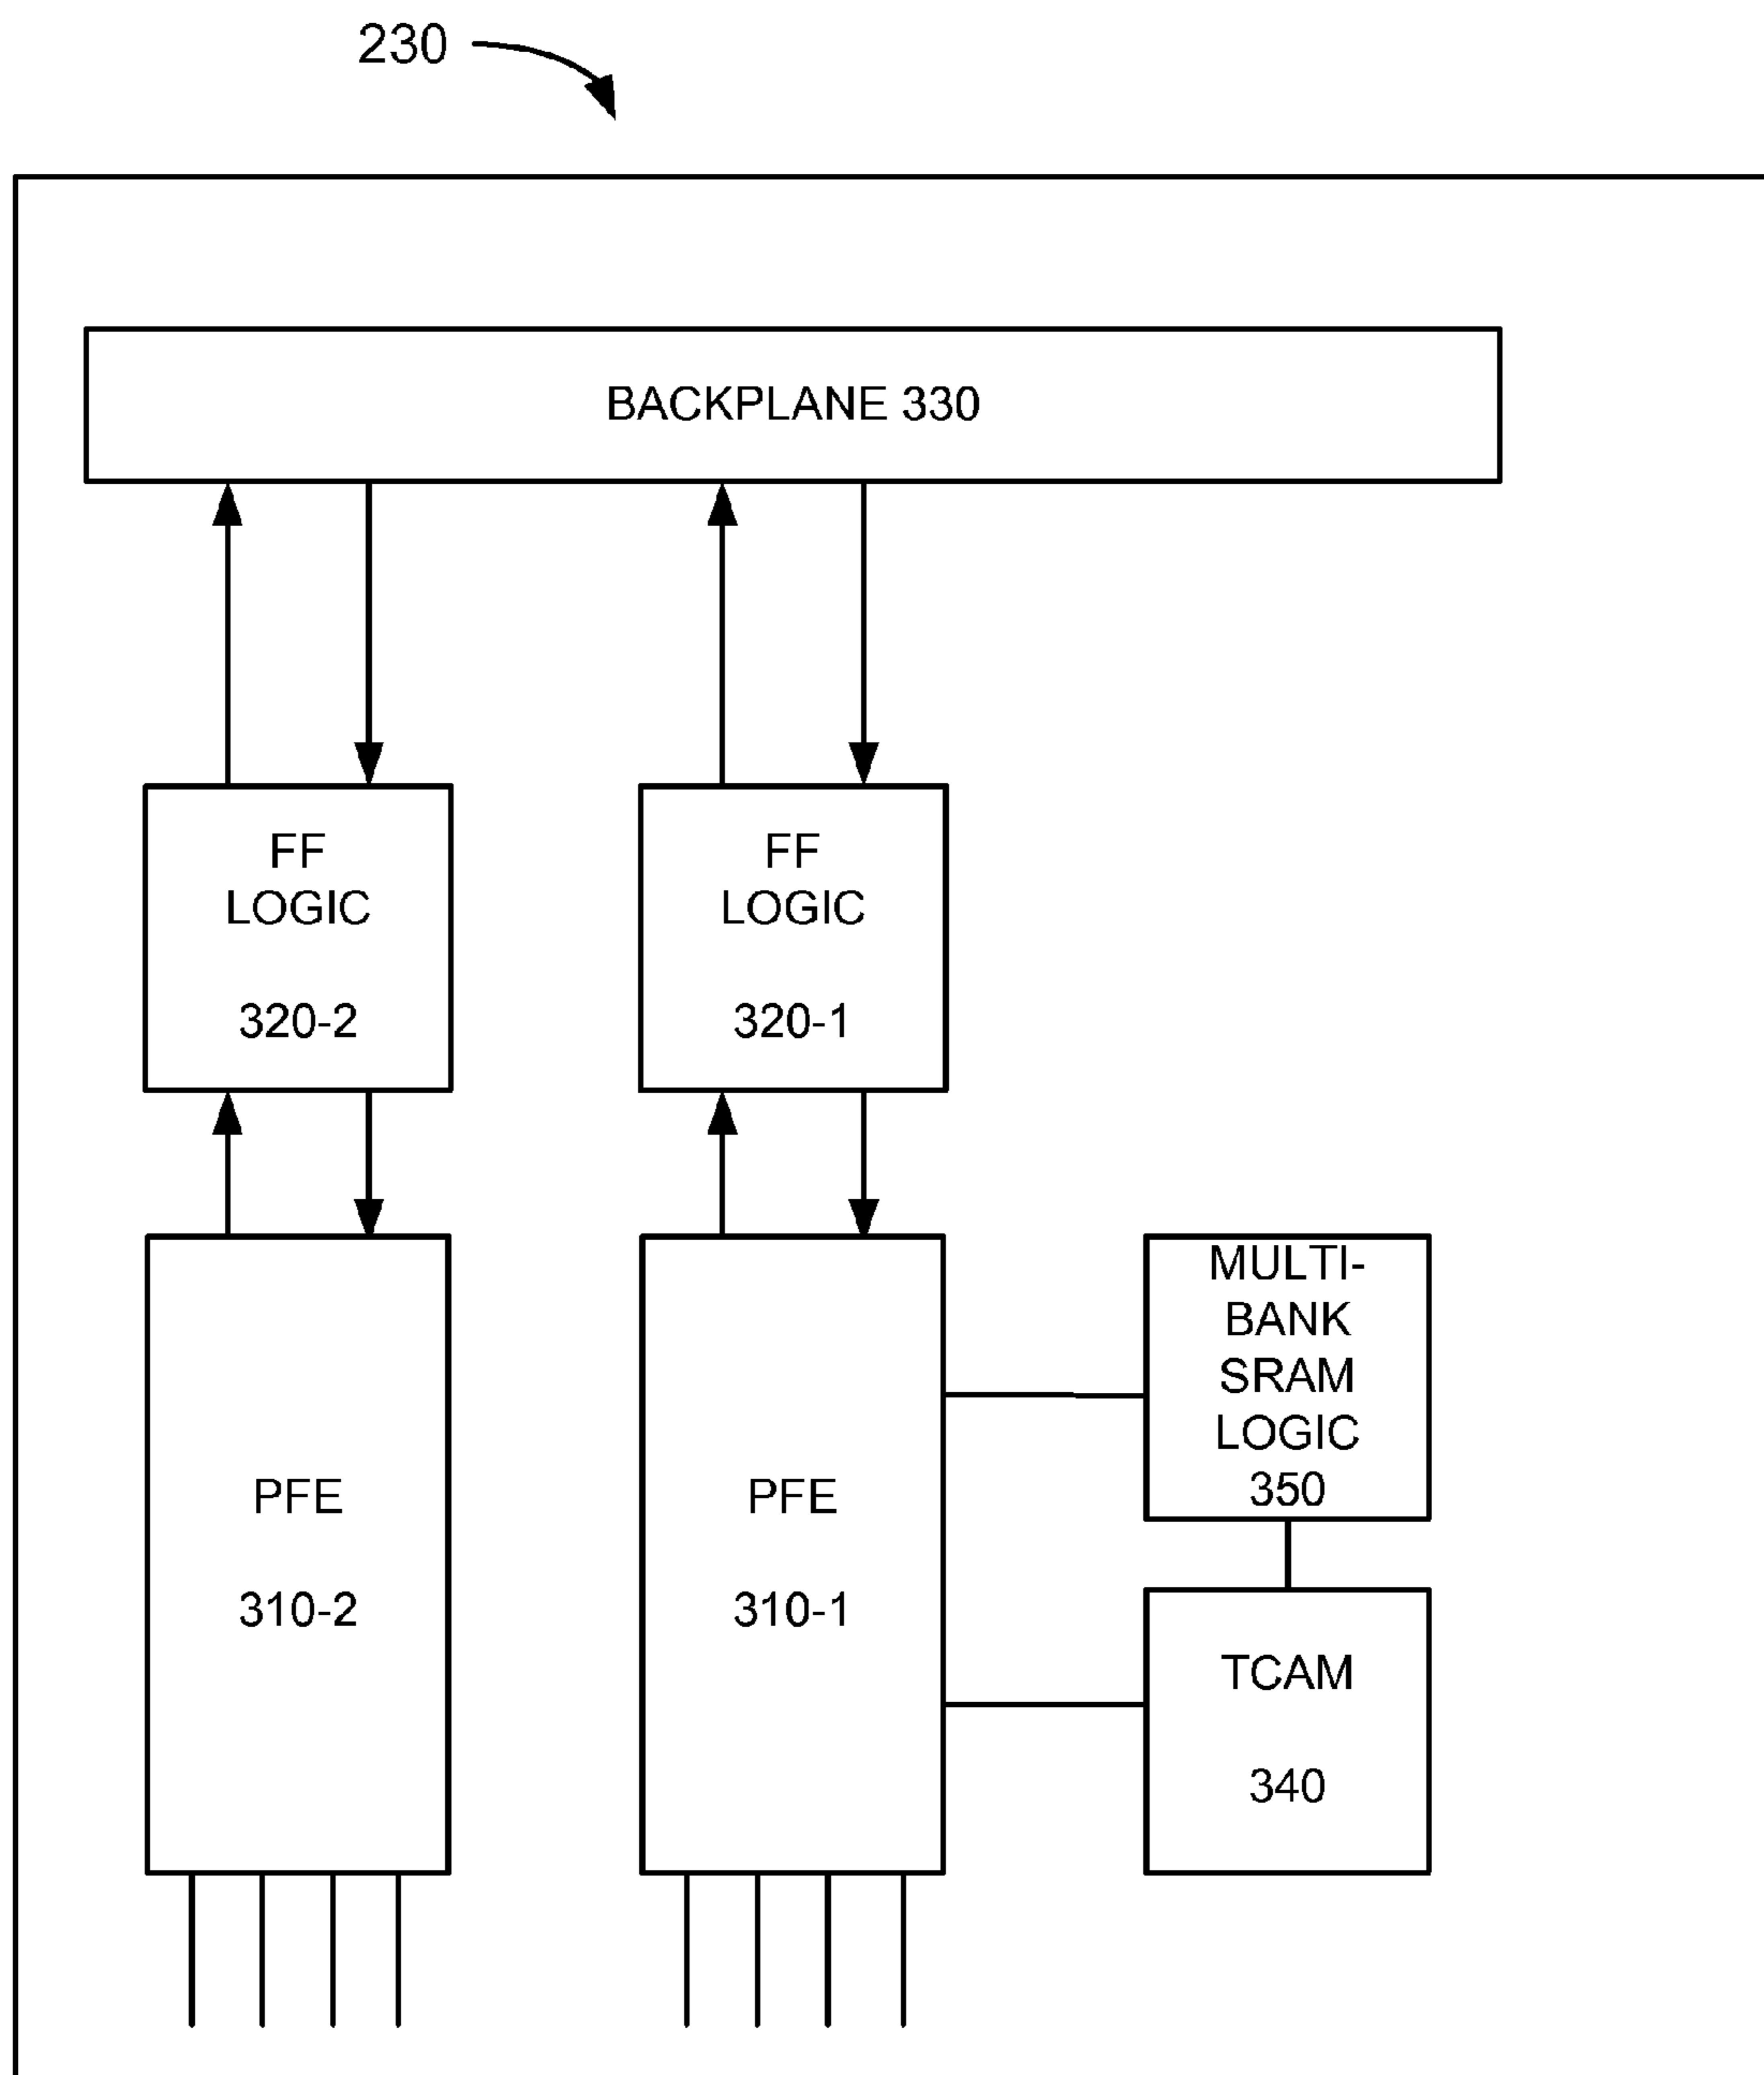 230
BACKPLANE 330
FF
LOGIC
320-2
FF
LOGIC
320-1
PFE
310-2
PFE
310-1
MULTI-
BANK
SRAM
LOGIC
350
TCAM
340